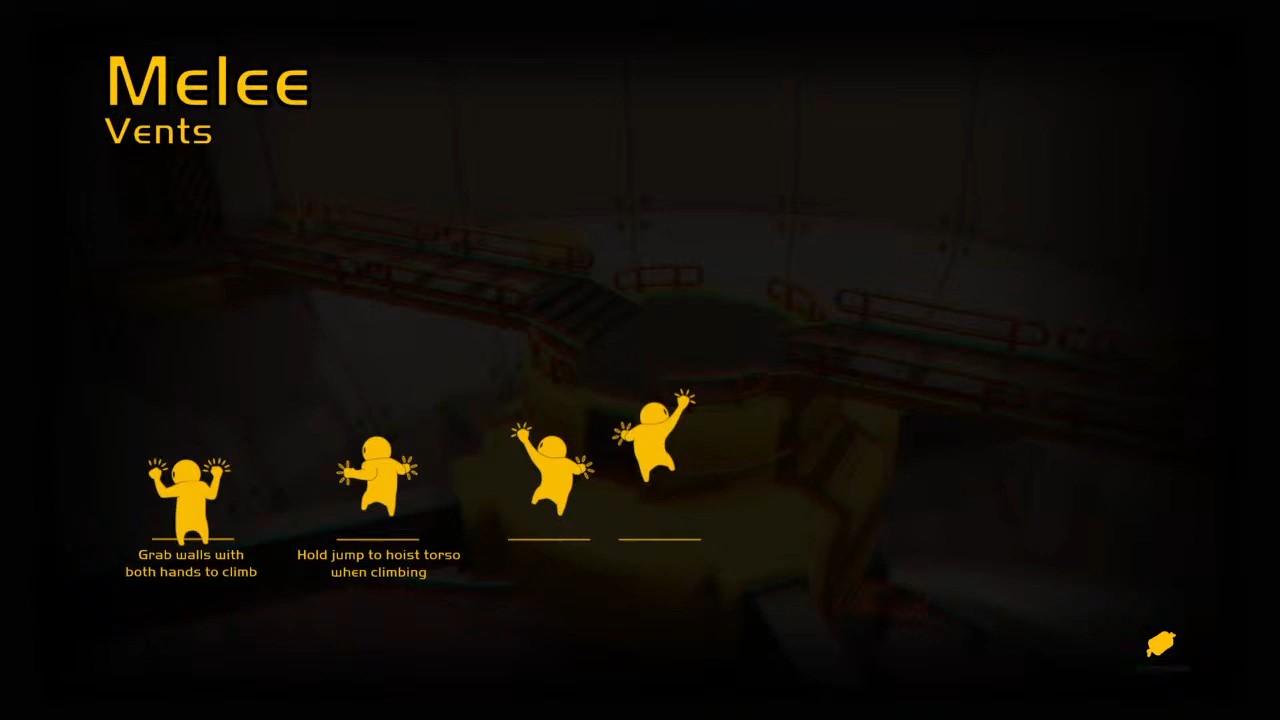 Melee
Vents
Grab walls with
both hands to climb
Hold jump to hoist torso
when climbing